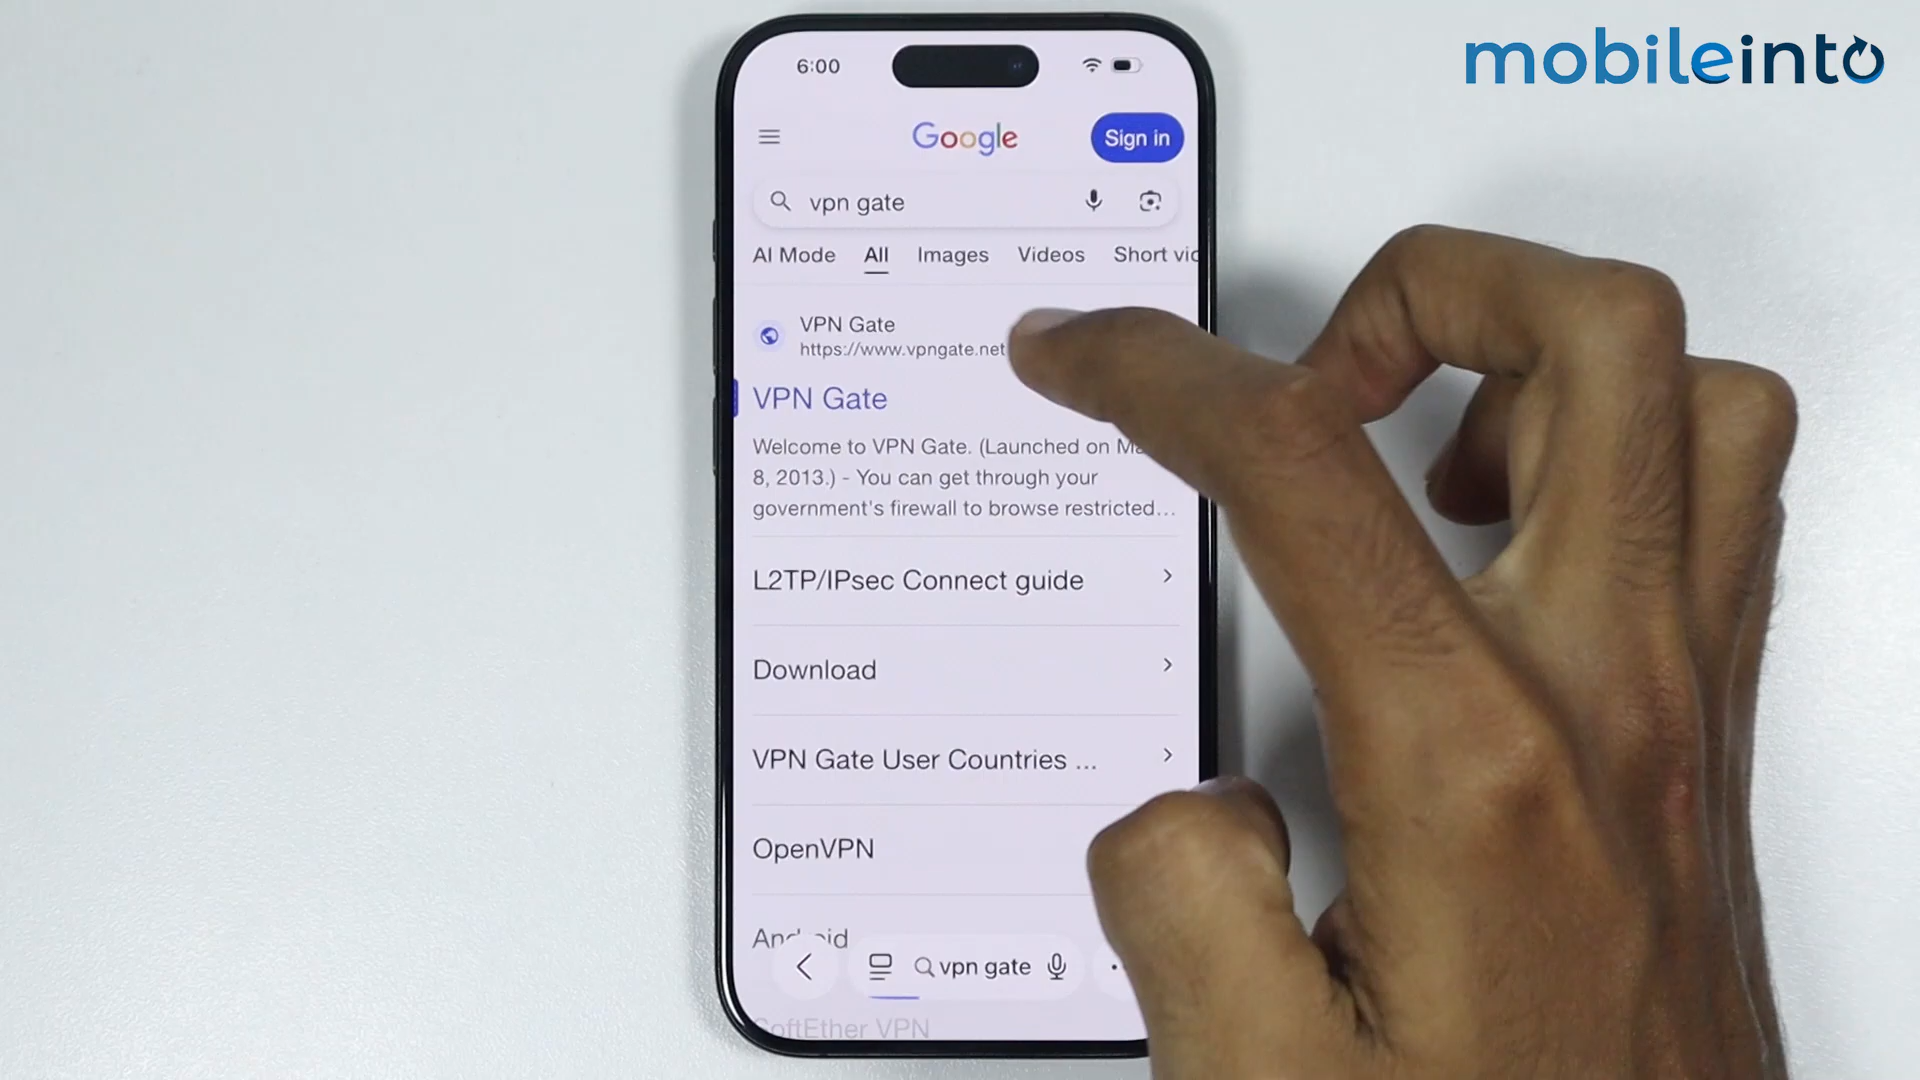 mobileinto
6:00
Google
Sign in
vpn gate
AI Mode All Images Videos Short vic
VPN Gate
https://www.vpngate.net
VPN Gate
Welcome to VPN Gate. (Launched on Ma
8, 2013.) - You can get through your
government's firewall to browse restricted...
L2TP/IPsec Connect guide
Download
VPN Gate User Countries ...
OpenVPN
Android
vpn gate
SoftEther VPN